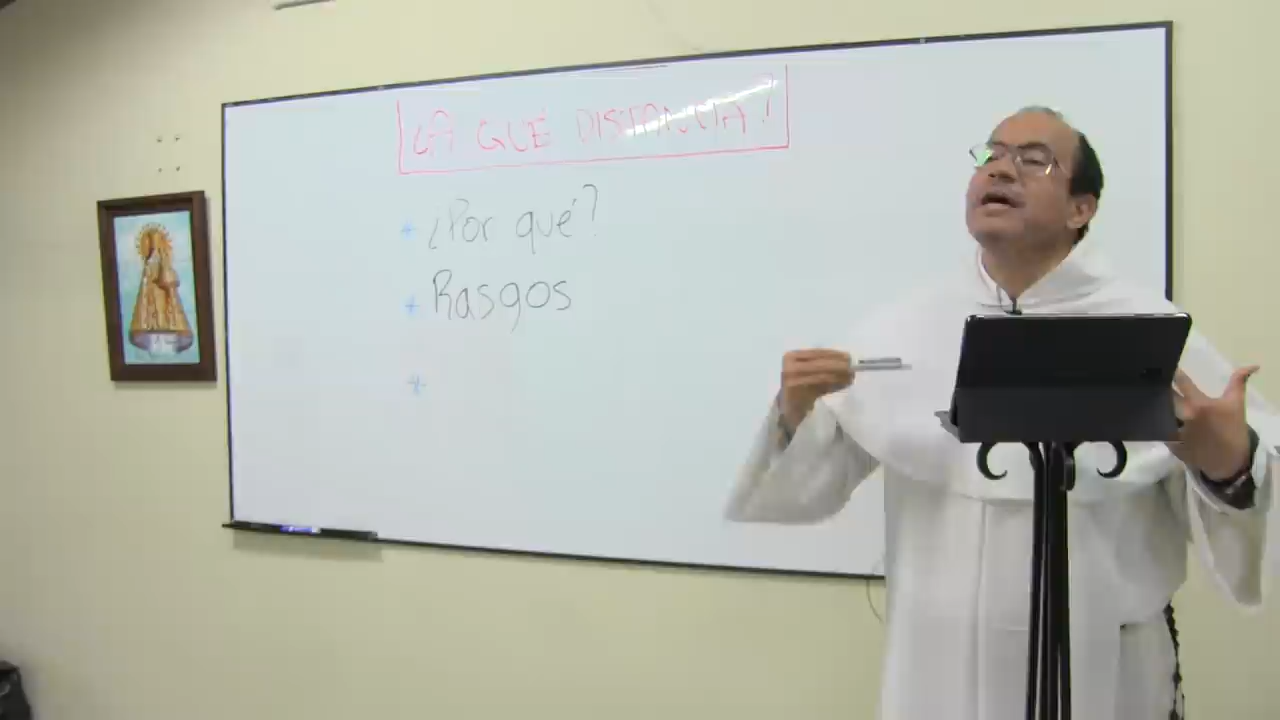 ¿A QUÉ DISTANCIA?
* ¿Por qué?
* Rasgos
*